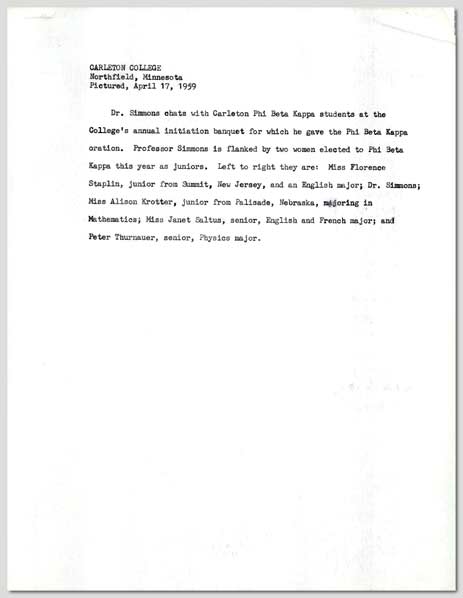 CARLETON COLLEGE
Northfield, Minnesota
Pictured, April 17, 1959
Dr. Simmons chats with Carleton Phi Beta Kappa students at the
College's annual initiation banquet for which he gave the Phi Beta Kappa
oration. Professor Simmons is flanked by two women elected to Phi Beta
Kappa this year as juniors. Left to right they are: Miss Florence
Staplin, junior from Summit, New Jersey, and an English major; Dr. Simmons;
Miss Alison Krotter, junior from Palisade, Nebraska, majoring in
Mathematics; Miss Janet Saltus, senior, English and French major; and
Peter Thurnauer, senior, Physics major.